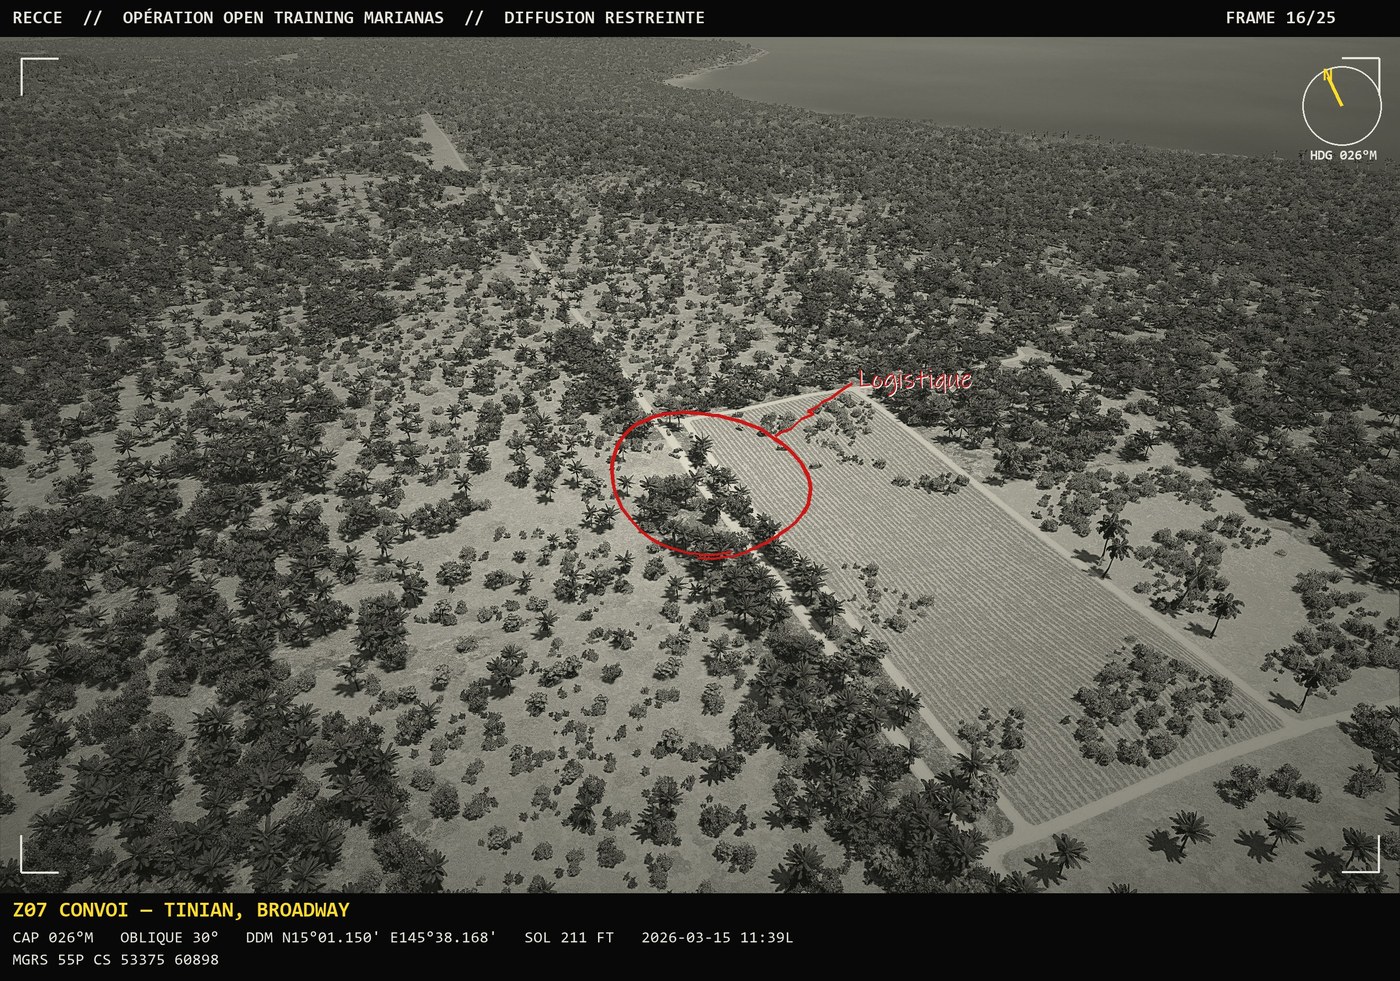 RECCE // OPÉRATION OPEN TRAINING MARIANAS // DIFFUSION RESTREINTE
FRAME 16/25
N
HDG 026°M
Logistique
Z07 CONVOI — TINIAN, BROADWAY
CAP 026°M OBLIQUE 30° DDM N15°01.150' E145°38.168' SOL 211 FT 2026-03-15 11:39L
MGRS 55P CS 53375 60898